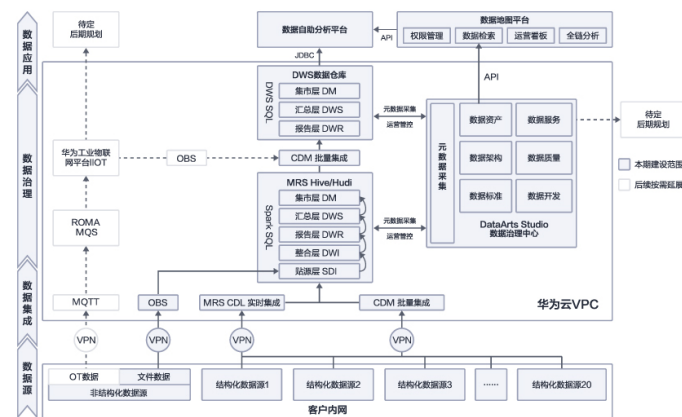 数据应用
待定
后期规划
数据自助分析平台
数据地图平台
权限管理
数据检索
运营看板
全链分析
API
JDBC
API
数据治理
DWS数据仓库
DWS SQL
集市层 DM
汇总层 DWS
报告层 DWR
元数据采集
运营管控
元数据采集
数据资产
数据服务
数据架构
数据质量
数据标准
数据开发
DataArts Studio
数据治理中心
待定
后期规划
本期建设范围
后续按需延展
华为工业物联
网平台IIOT
OBS
CDM 批量集成
MRS Hive/Hudi
Spark SQL
集市层 DM
汇总层 DWS
报告层 DWR
整合层 DWI
贴源层 SDI
元数据采集
运营管控
ROMA
MQS
数据集成
MQTT
OBS
MRS CDL 实时集成
CDM 批量集成
华为云VPC
VPN
VPN
VPN
VPN
数据源
OT数据
文件数据
非结构化数据源
结构化数据源1
结构化数据源2
结构化数据源3
······
结构化数据源20
客户内网